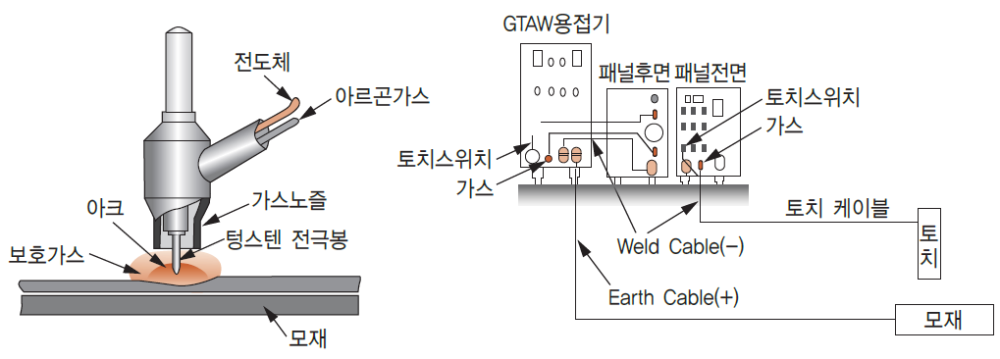 전도체
아르곤가스
아크
가스노즐
텅스텐 전극봉
보호가스
모재
GTAW용접기
패널후면
패널전면
토치스위치
가스
토치스위치
가스
토치 케이블
토치
Weld Cable(−)
Earth Cable(+)
모재